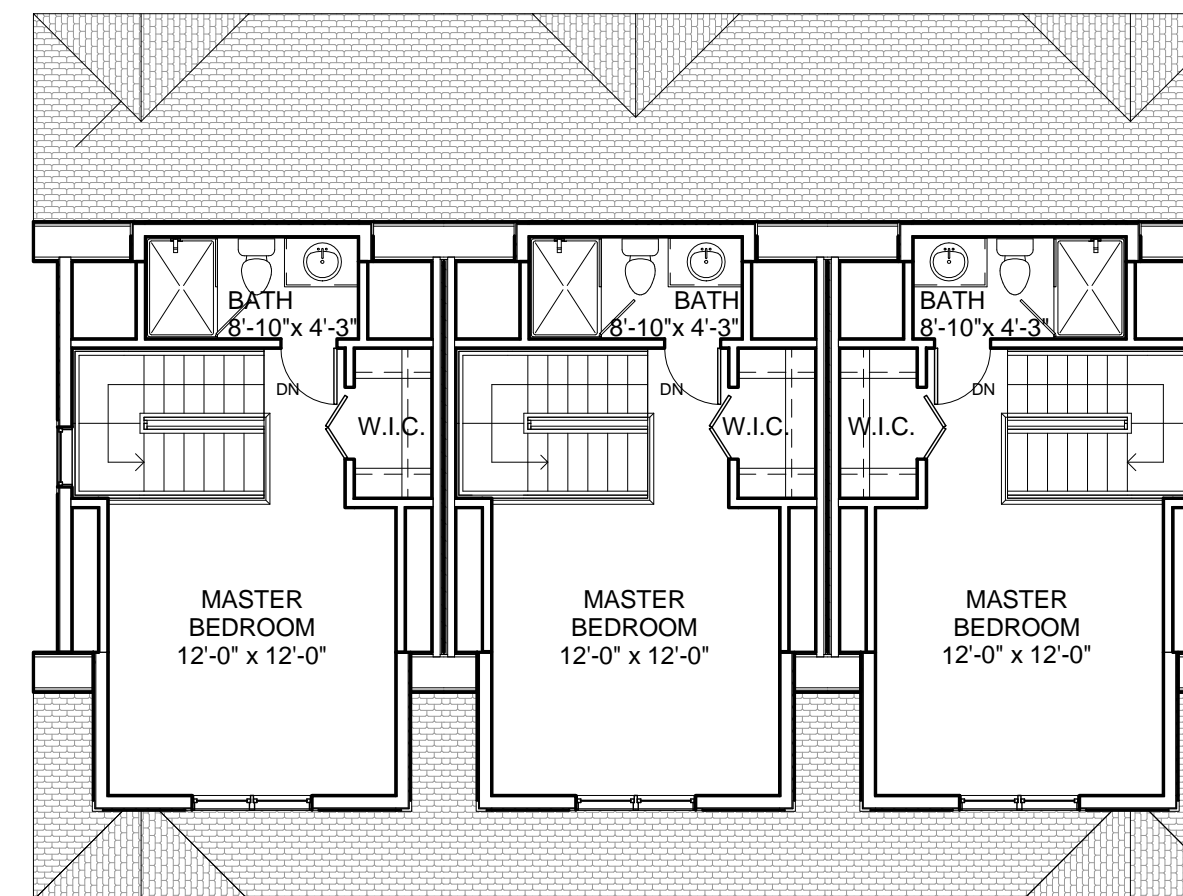 BATH
8'-10"x 4'-3"
BATH
8'-10"x 4'-3"
BATH
8'-10"x 4'-3"
DN
DN
DN
W.I.C.
W.I.C.
W.I.C.
MASTER
BEDROOM
12'-0" x 12'-0"
MASTER
BEDROOM
12'-0" x 12'-0"
MASTER
BEDROOM
12'-0" x 12'-0"